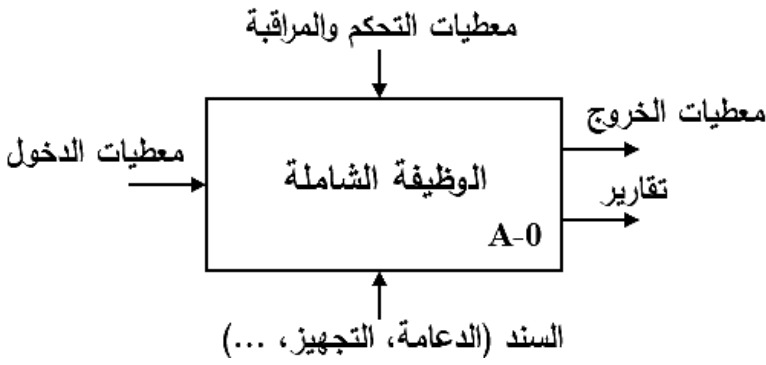 معطيات التحكم والمراقبة
معطيات الخروج
معطيات الدخول
الوظيفة الشاملة
تقارير
A-0
السند (الدعامة، التجهيز، ...)